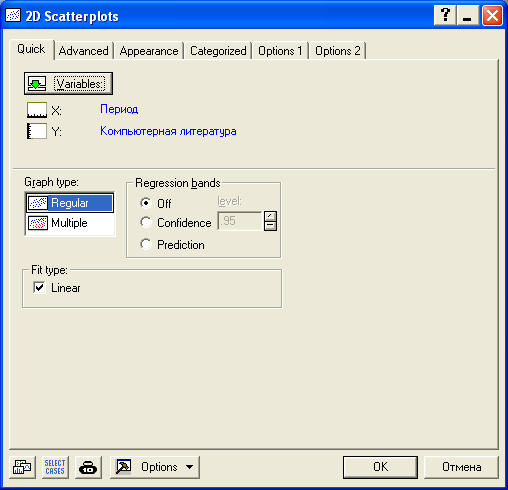 2D Scatterplots
Quick Advanced Appearance Categorized Options 1 Options 2
Variables:
X: Период
Y: Компьютерная литература
Graph type:
Regular
Multiple
Regression bands
Off level:
Confidence .95
Prediction
Fit type:
Linear
SELECT CASES
Options
OK
Отмена